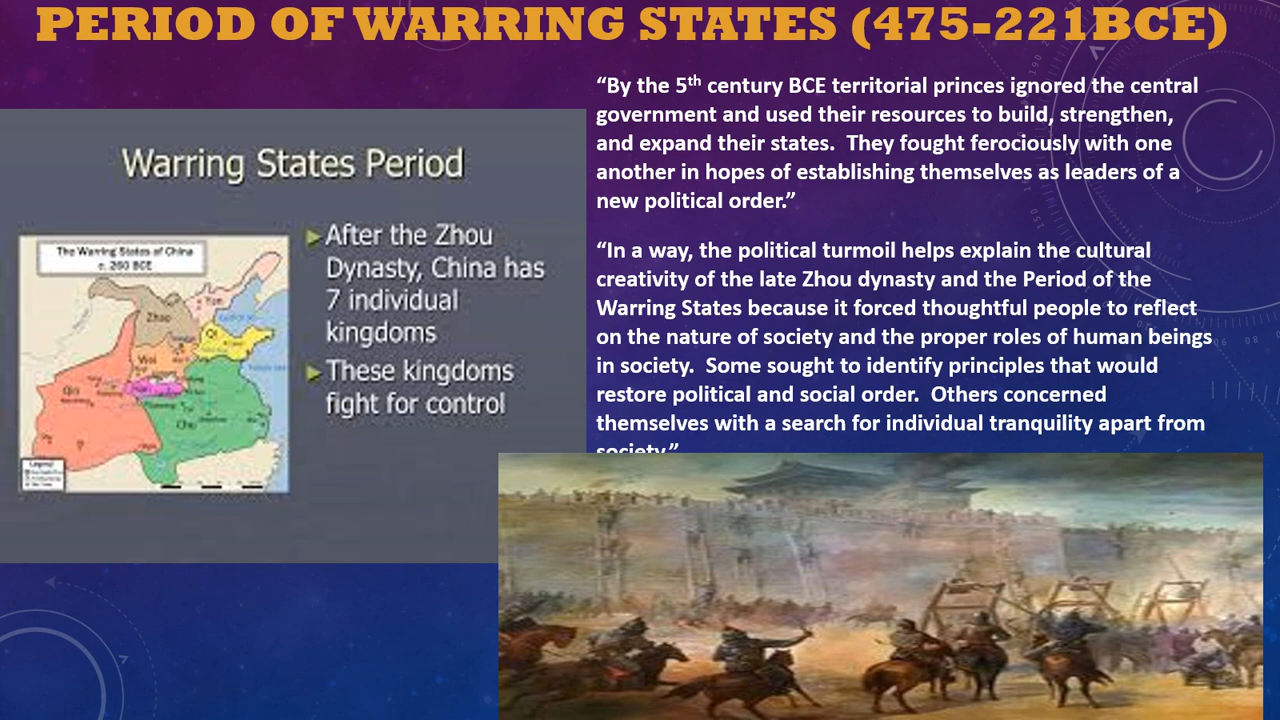 PERIOD OF WARRING STATES (475-221BCE)
Warring States Period
The Warring States of China
c. 260 BCE
Yan
Zhao
Qi
Wei
Qin
Chu
Legend
After the Zhou
Dynasty, China has
7 individual
kingdoms
These kingdoms
fight for control
“By the 5th century BCE territorial princes ignored the central
government and used their resources to build, strengthen,
and expand their states.  They fought ferociously with one
another in hopes of establishing themselves as leaders of a
new political order.”
“In a way, the political turmoil helps explain the cultural
creativity of the late Zhou dynasty and the Period of the
Warring States because it forced thoughtful people to reflect
on the nature of society and the proper roles of human beings
in society.  Some sought to identify principles that would
restore political and social order.  Others concerned
themselves with a search for individual tranquility apart from
society.”